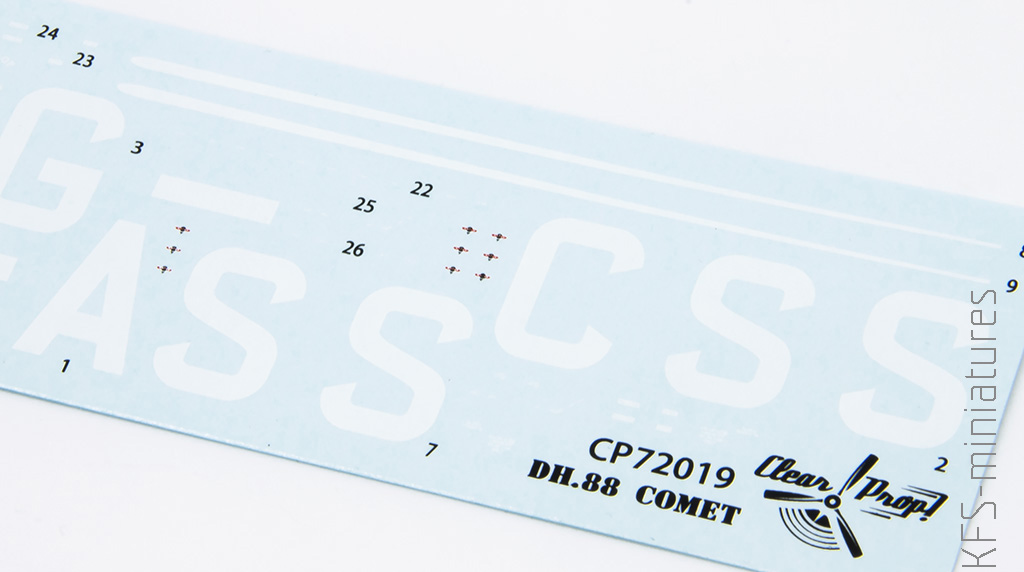 24
23
G -
3
22
25
26
8
9
C S S
A S S
1
7
2
CP72019
DH.88 COMET
Clear Prop!
KFS-miniatures